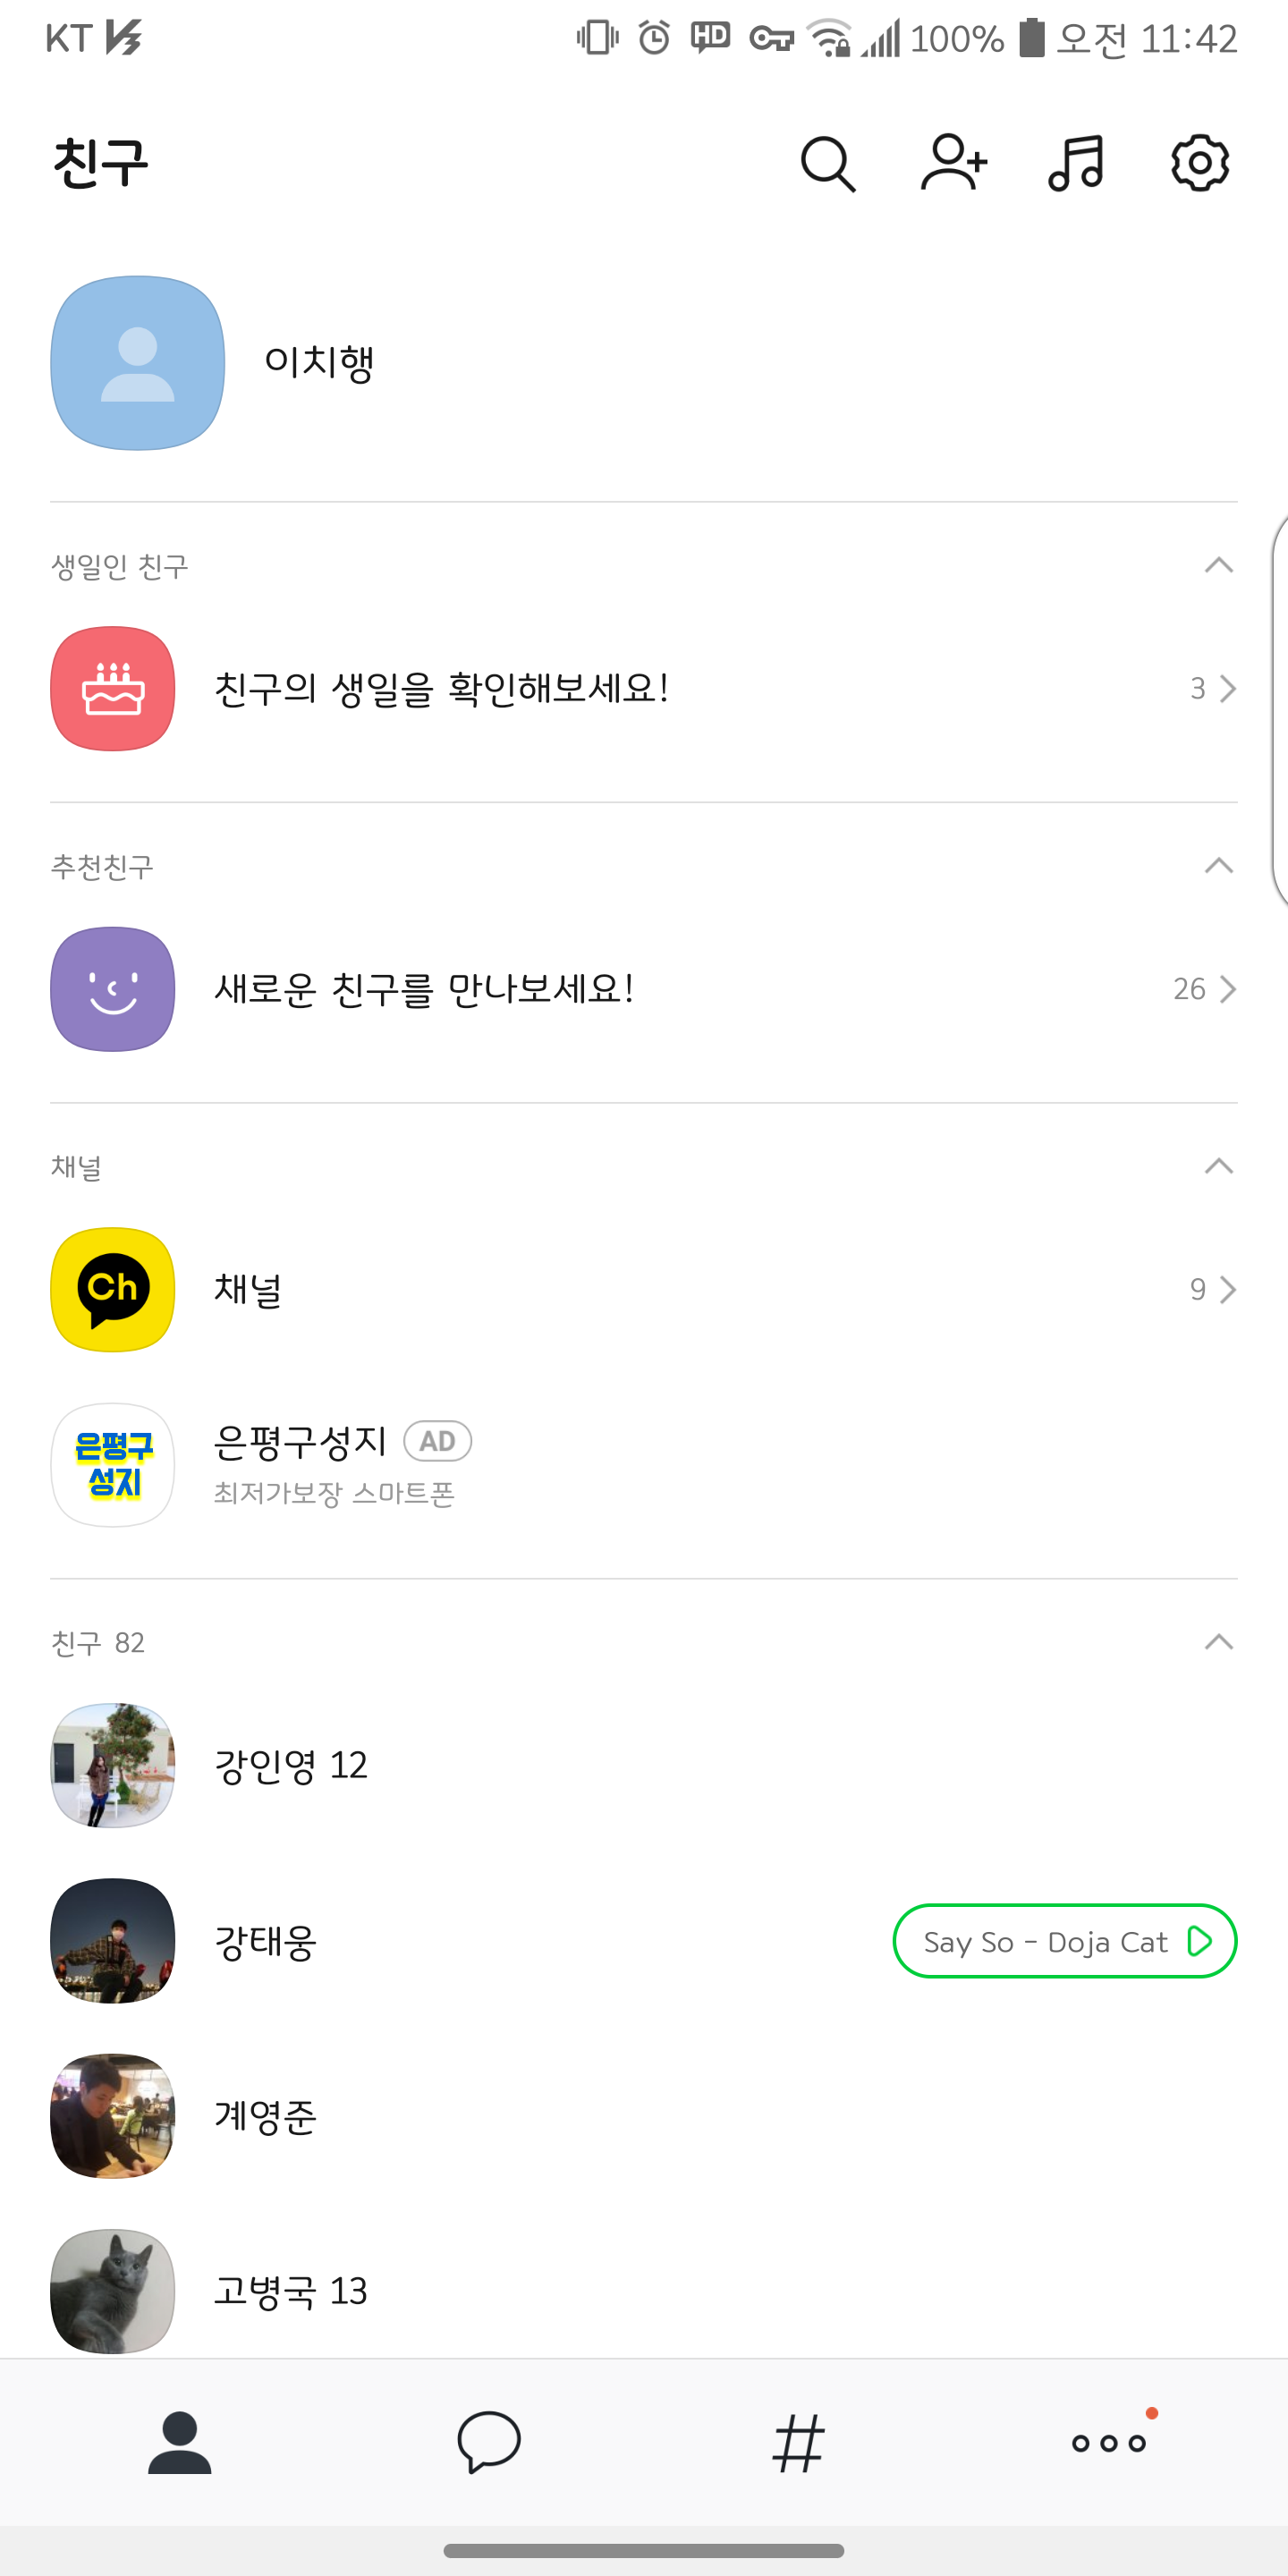 KT
HD
100% 오전 11:42
친구
이치행
생일인 친구
친구의 생일을 확인해보세요!
3
추천친구
새로운 친구를 만나보세요!
26
채널
Ch
채널
9
은평구
성지
은평구성지 AD
최저가보장 스마트폰
친구 82
강인영 12
강태웅
Say So - Doja Cat
계영준
고병국 13